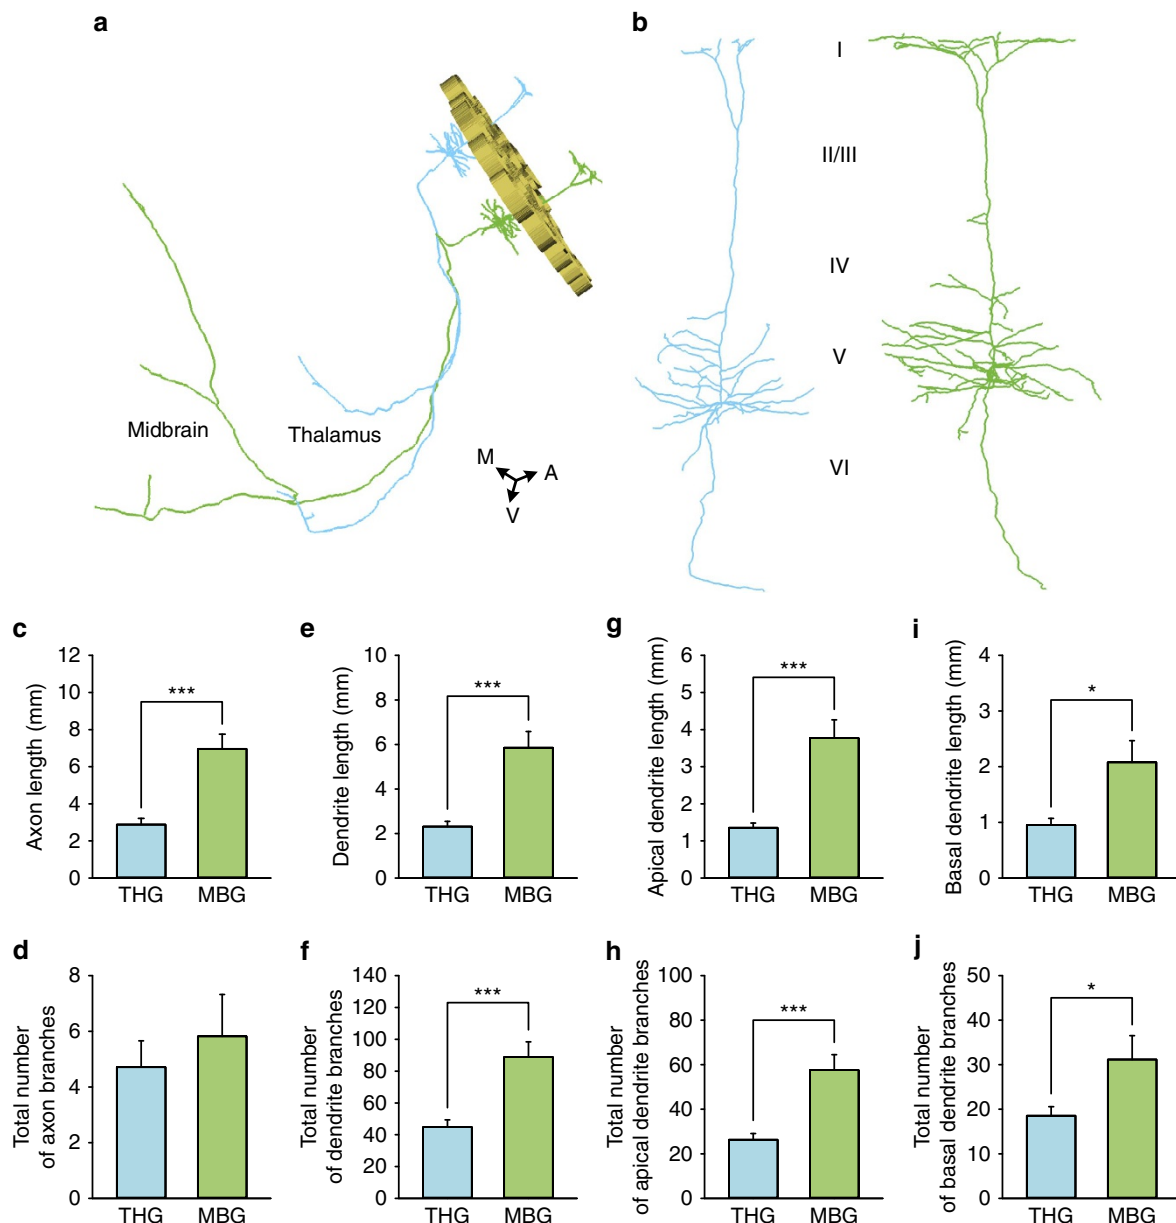 a
b
I
II/III
IV
V
VI
Midbrain
Thalamus
M
A
V
c
Axon length (mm)
12
10
8
6
4
2
0
***
THG
MBG
e
Dendrite length (mm)
10
8
6
4
2
0
***
THG
MBG
g
Apical dendrite length (mm)
6
5
4
3
2
1
0
***
THG
MBG
i
Basal dendrite length (mm)
4
3
2
1
0
*
THG
MBG
d
Total number
of axon branches
8
6
4
2
0
THG
MBG
f
Total number
of dendrite branches
140
120
100
80
60
40
20
0
***
THG
MBG
h
Total number
of apical dendrite branches
100
80
60
40
20
0
***
THG
MBG
j
Total number
of basal dendrite branches
50
40
30
20
10
0
*
THG
MBG